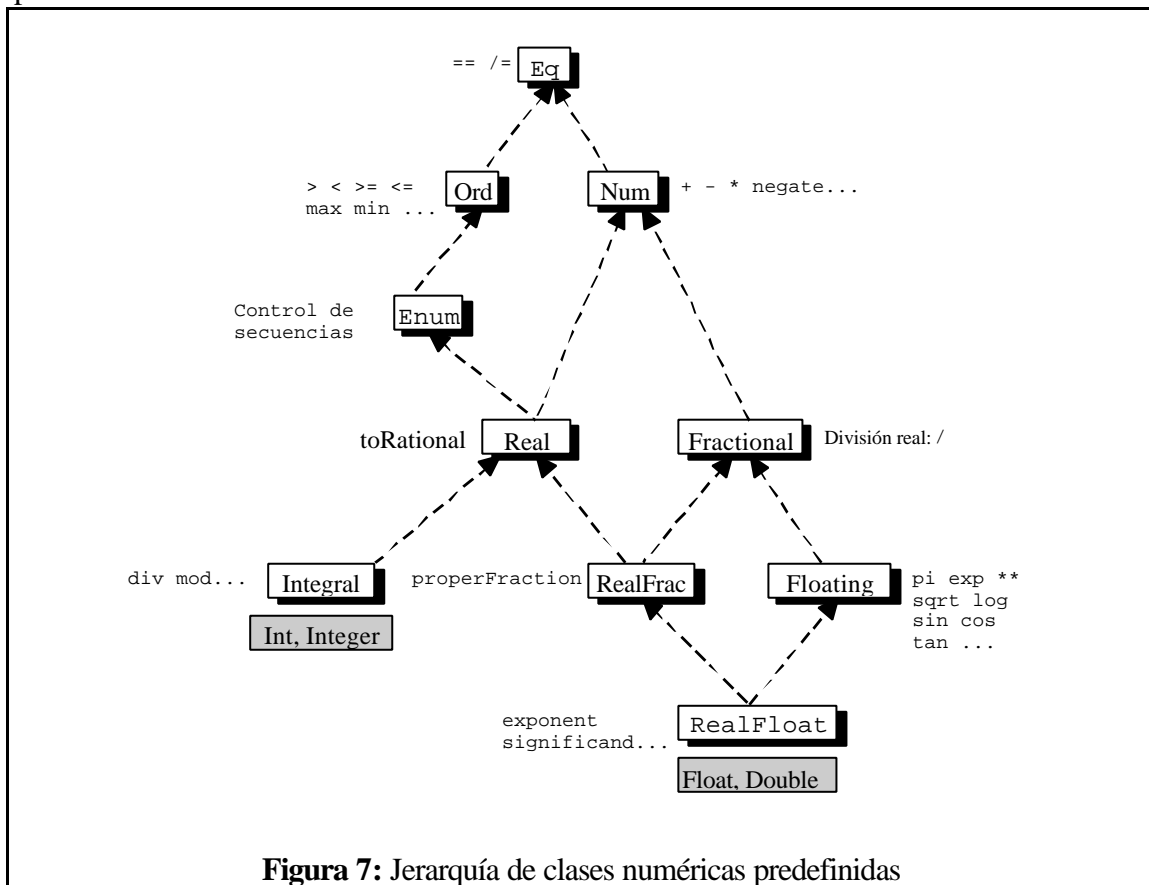 == /=
Eq
> < >= <=
max min ...
Ord
Num
+ - * negate...
Control de
secuencias
Enum
toRational
Real
Fractional
División real: /
div mod...
Integral
properFraction
RealFrac
Floating
pi exp **
sqrt log
sin cos
tan ...
Int, Integer
exponent
significand...
RealFloat
Float, Double
Figura 7: Jerarquía de clases numéricas predefinidas